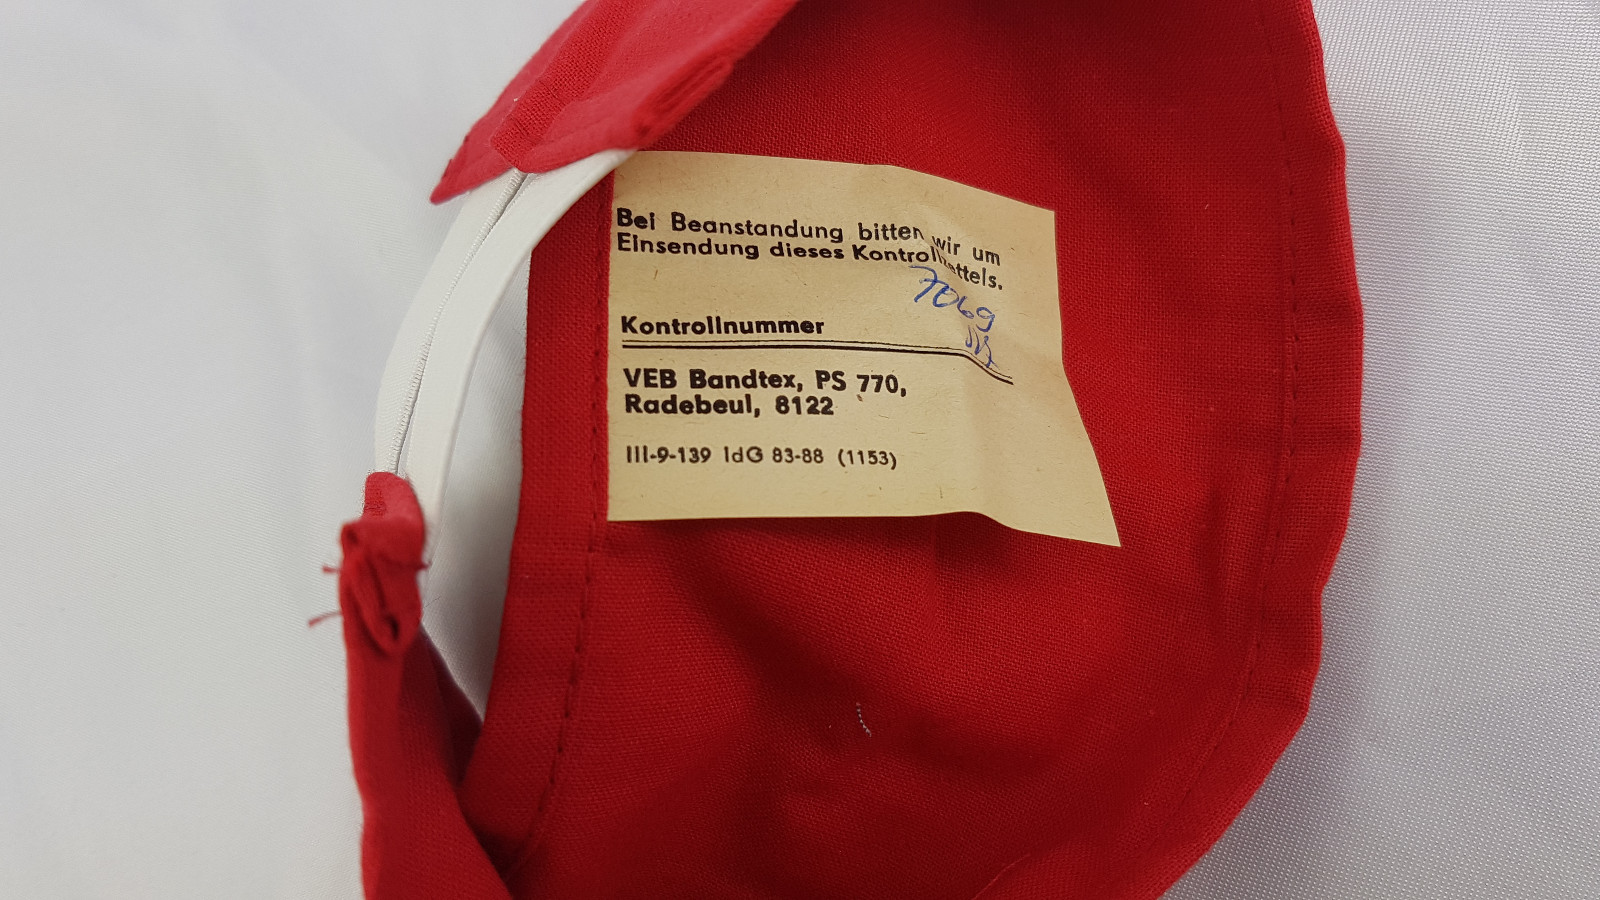 Bei Beanstandung bitten wir um
Einsendung dieses Kontrollzettels.
7069
Kontrollnummer
VEB Bandtex, PS 770,
Radebeul, 8122
III-9-139 IdG 83-88 (1153)